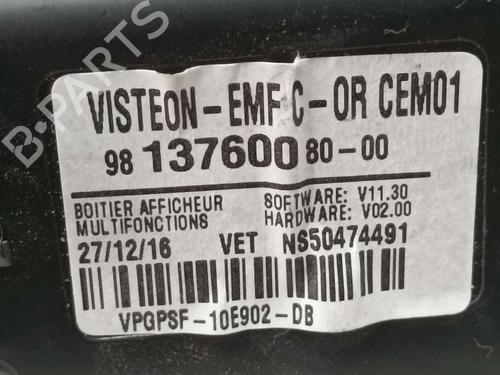 B-PARTS
VISTEON-EMF C-OR CEM01
98 137600 80-00
BOITIER AFFICHEUR
MULTIFONCTIONS
SOFTWARE: V11.30
HARDWARE: V02.00
27/12/16 VET NS50474491
VPGPSF-10E902-DB